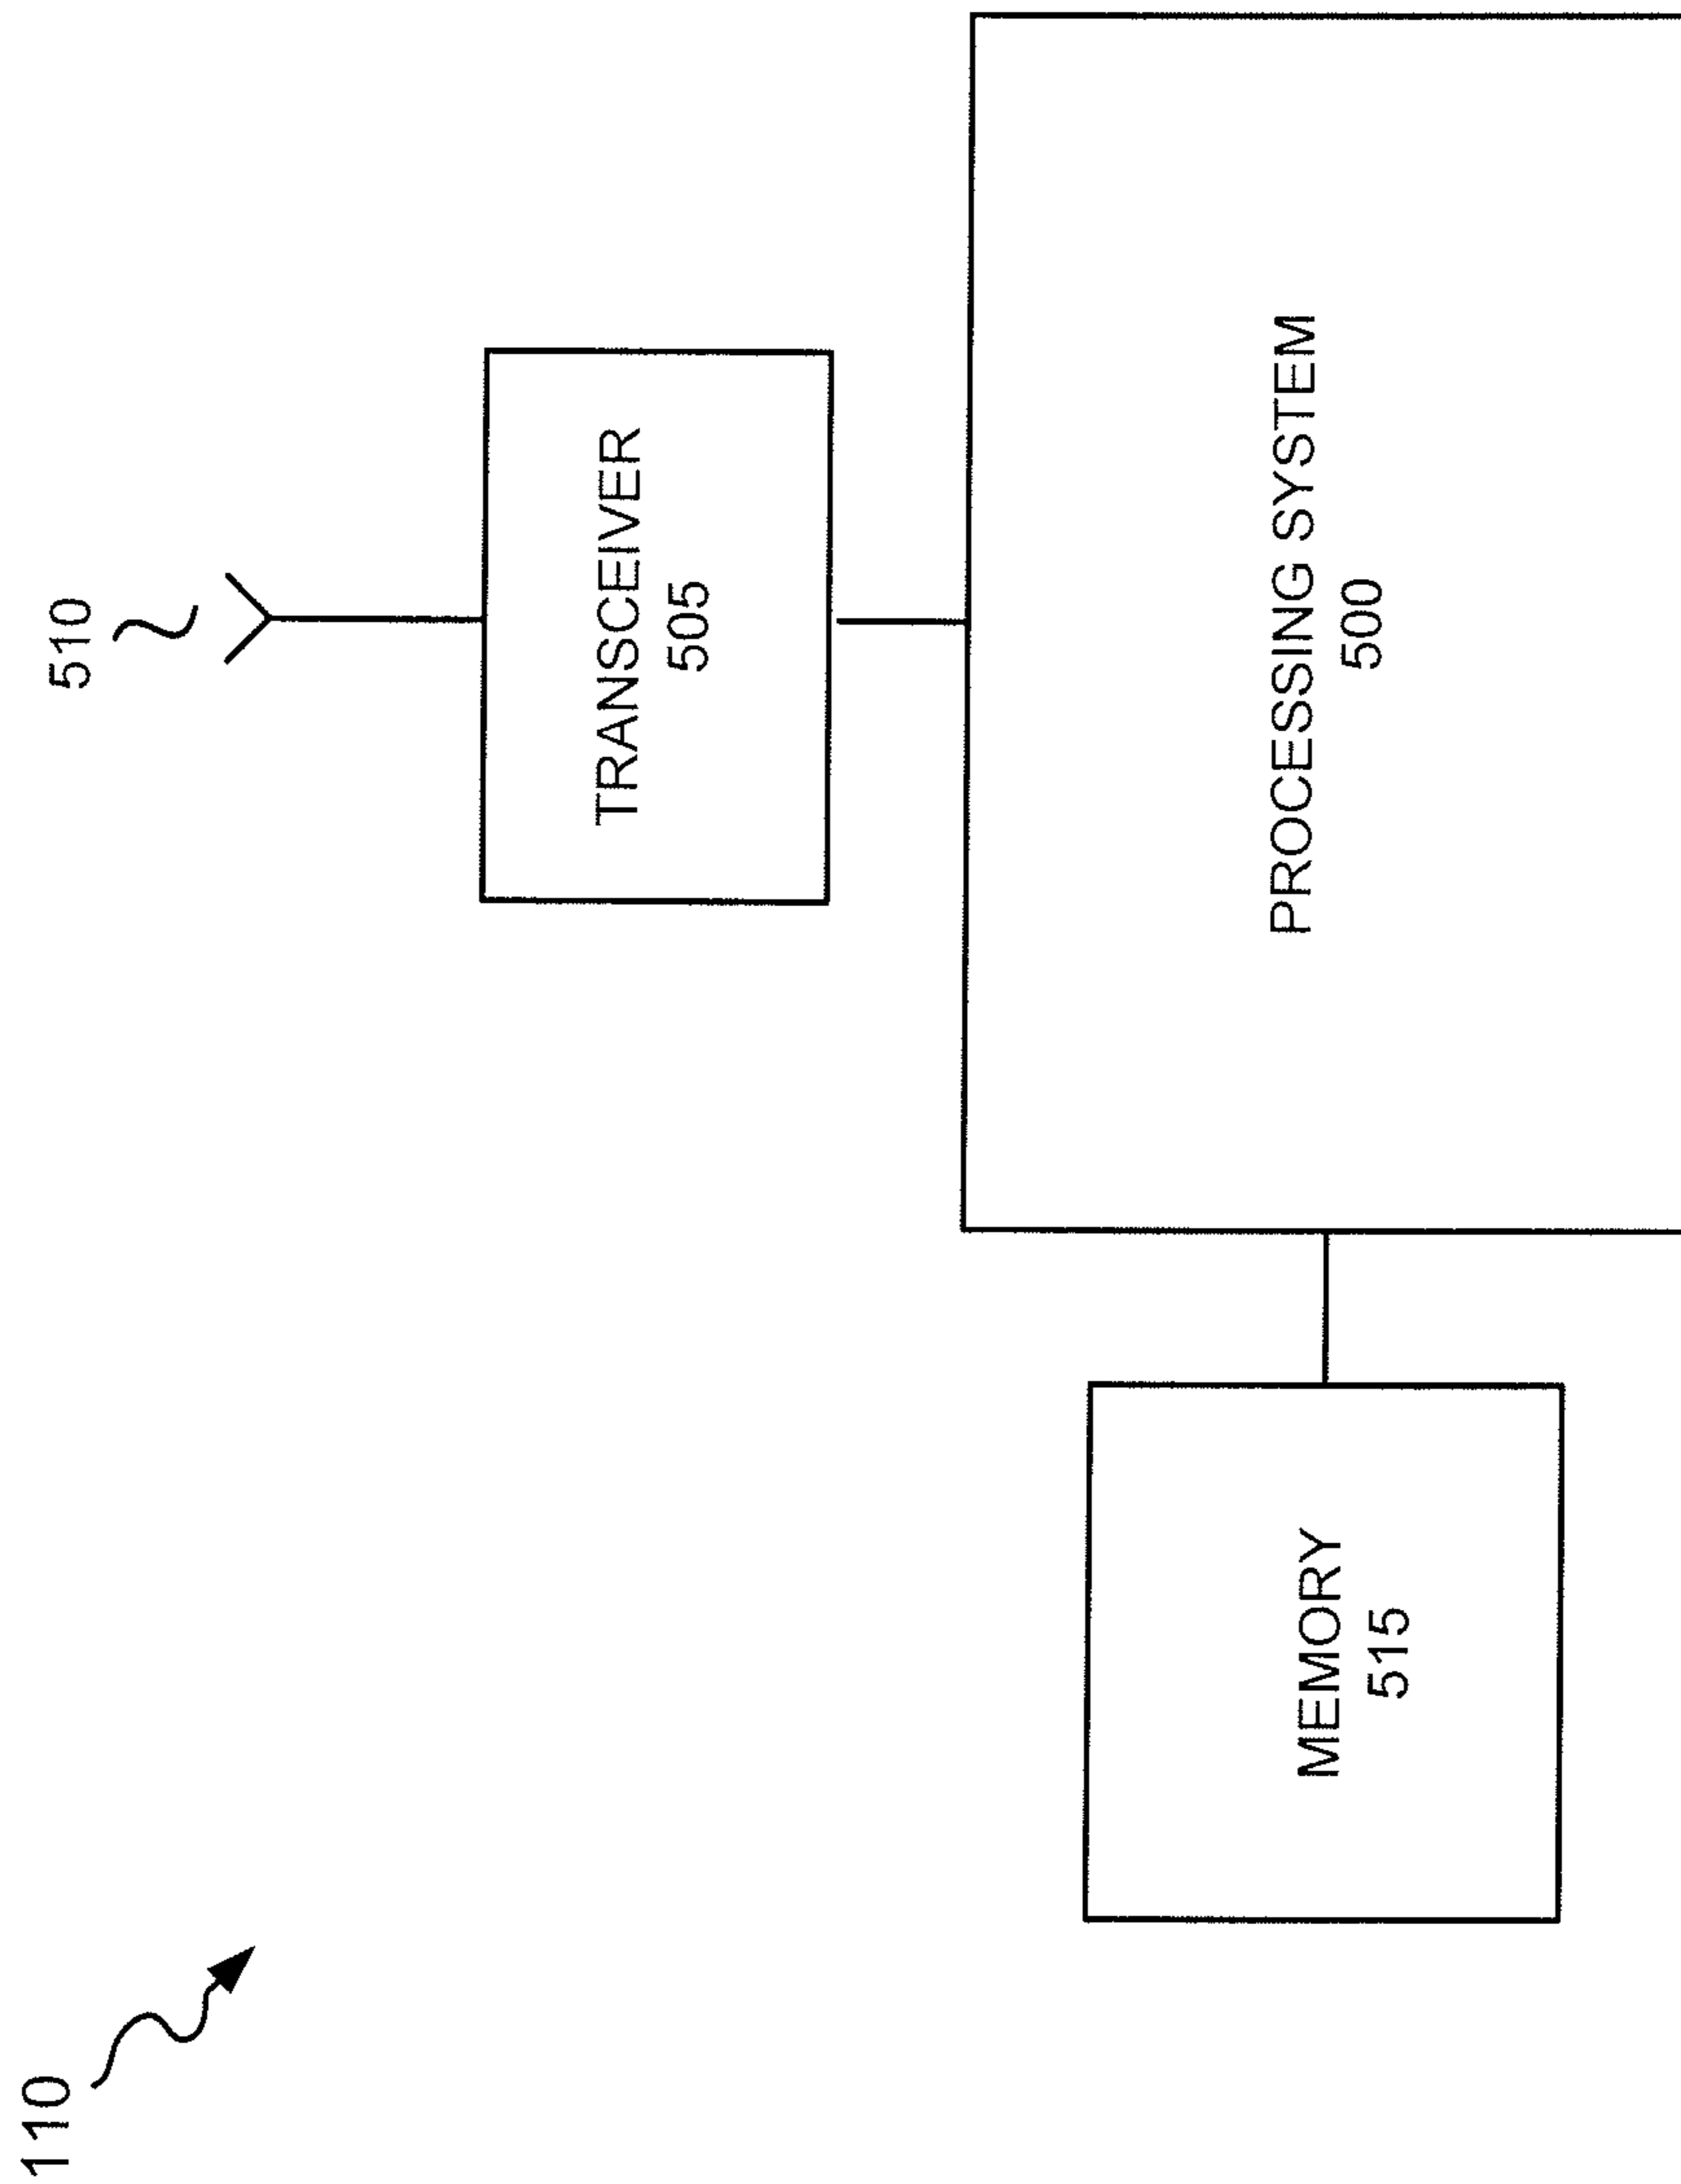 110
510
TRANSCEIVER
505
PROCESSING SYSTEM
500
MEMORY
515